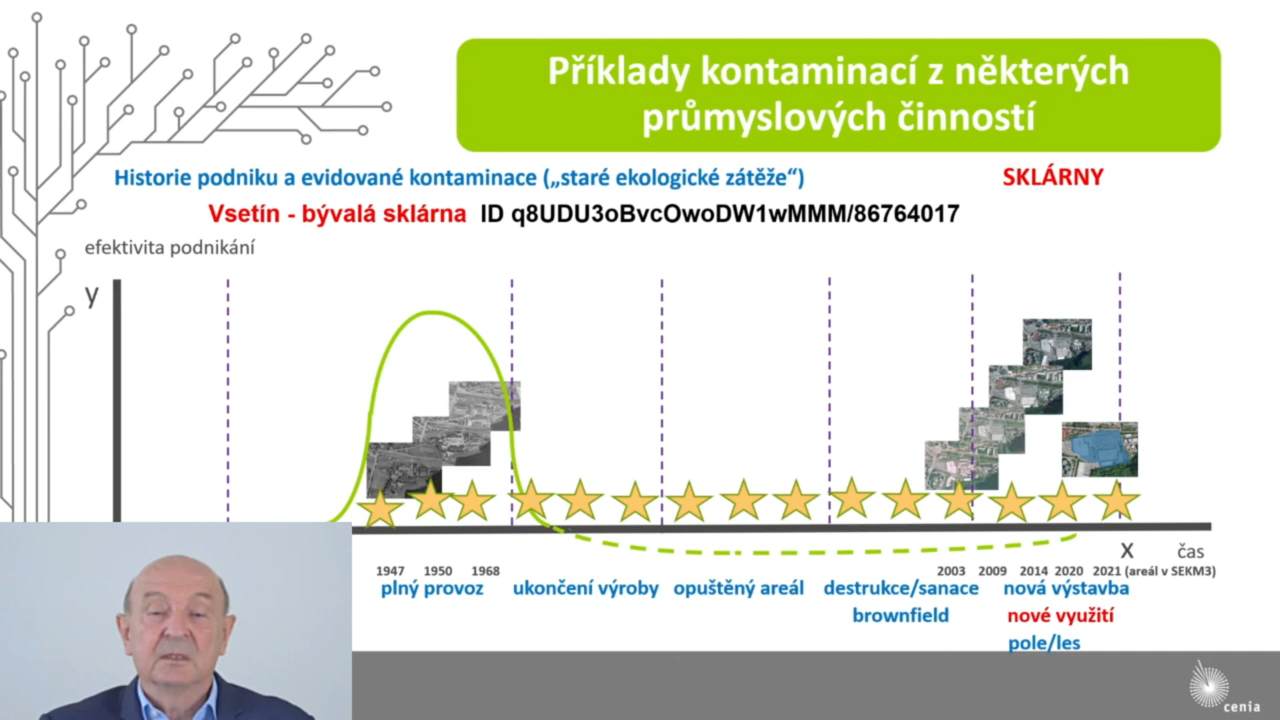 Příklady kontaminací z některých
průmyslových činností
Historie podniku a evidované kontaminace („staré ekologické zátěže“)
SKLÁRNY
Vsetín - bývalá sklárna ID q8UDU3oBvcOwoDW1wMMM/86764017
efektivita podnikání
y
X čas
1947 1950 1968 2003 2009 2014 2020 2021 (areál v SEKM3)
plný provoz ukončení výroby opuštěný areál destrukce/sanace nová výstavba
brownfield nové využití
pole/les
cenia